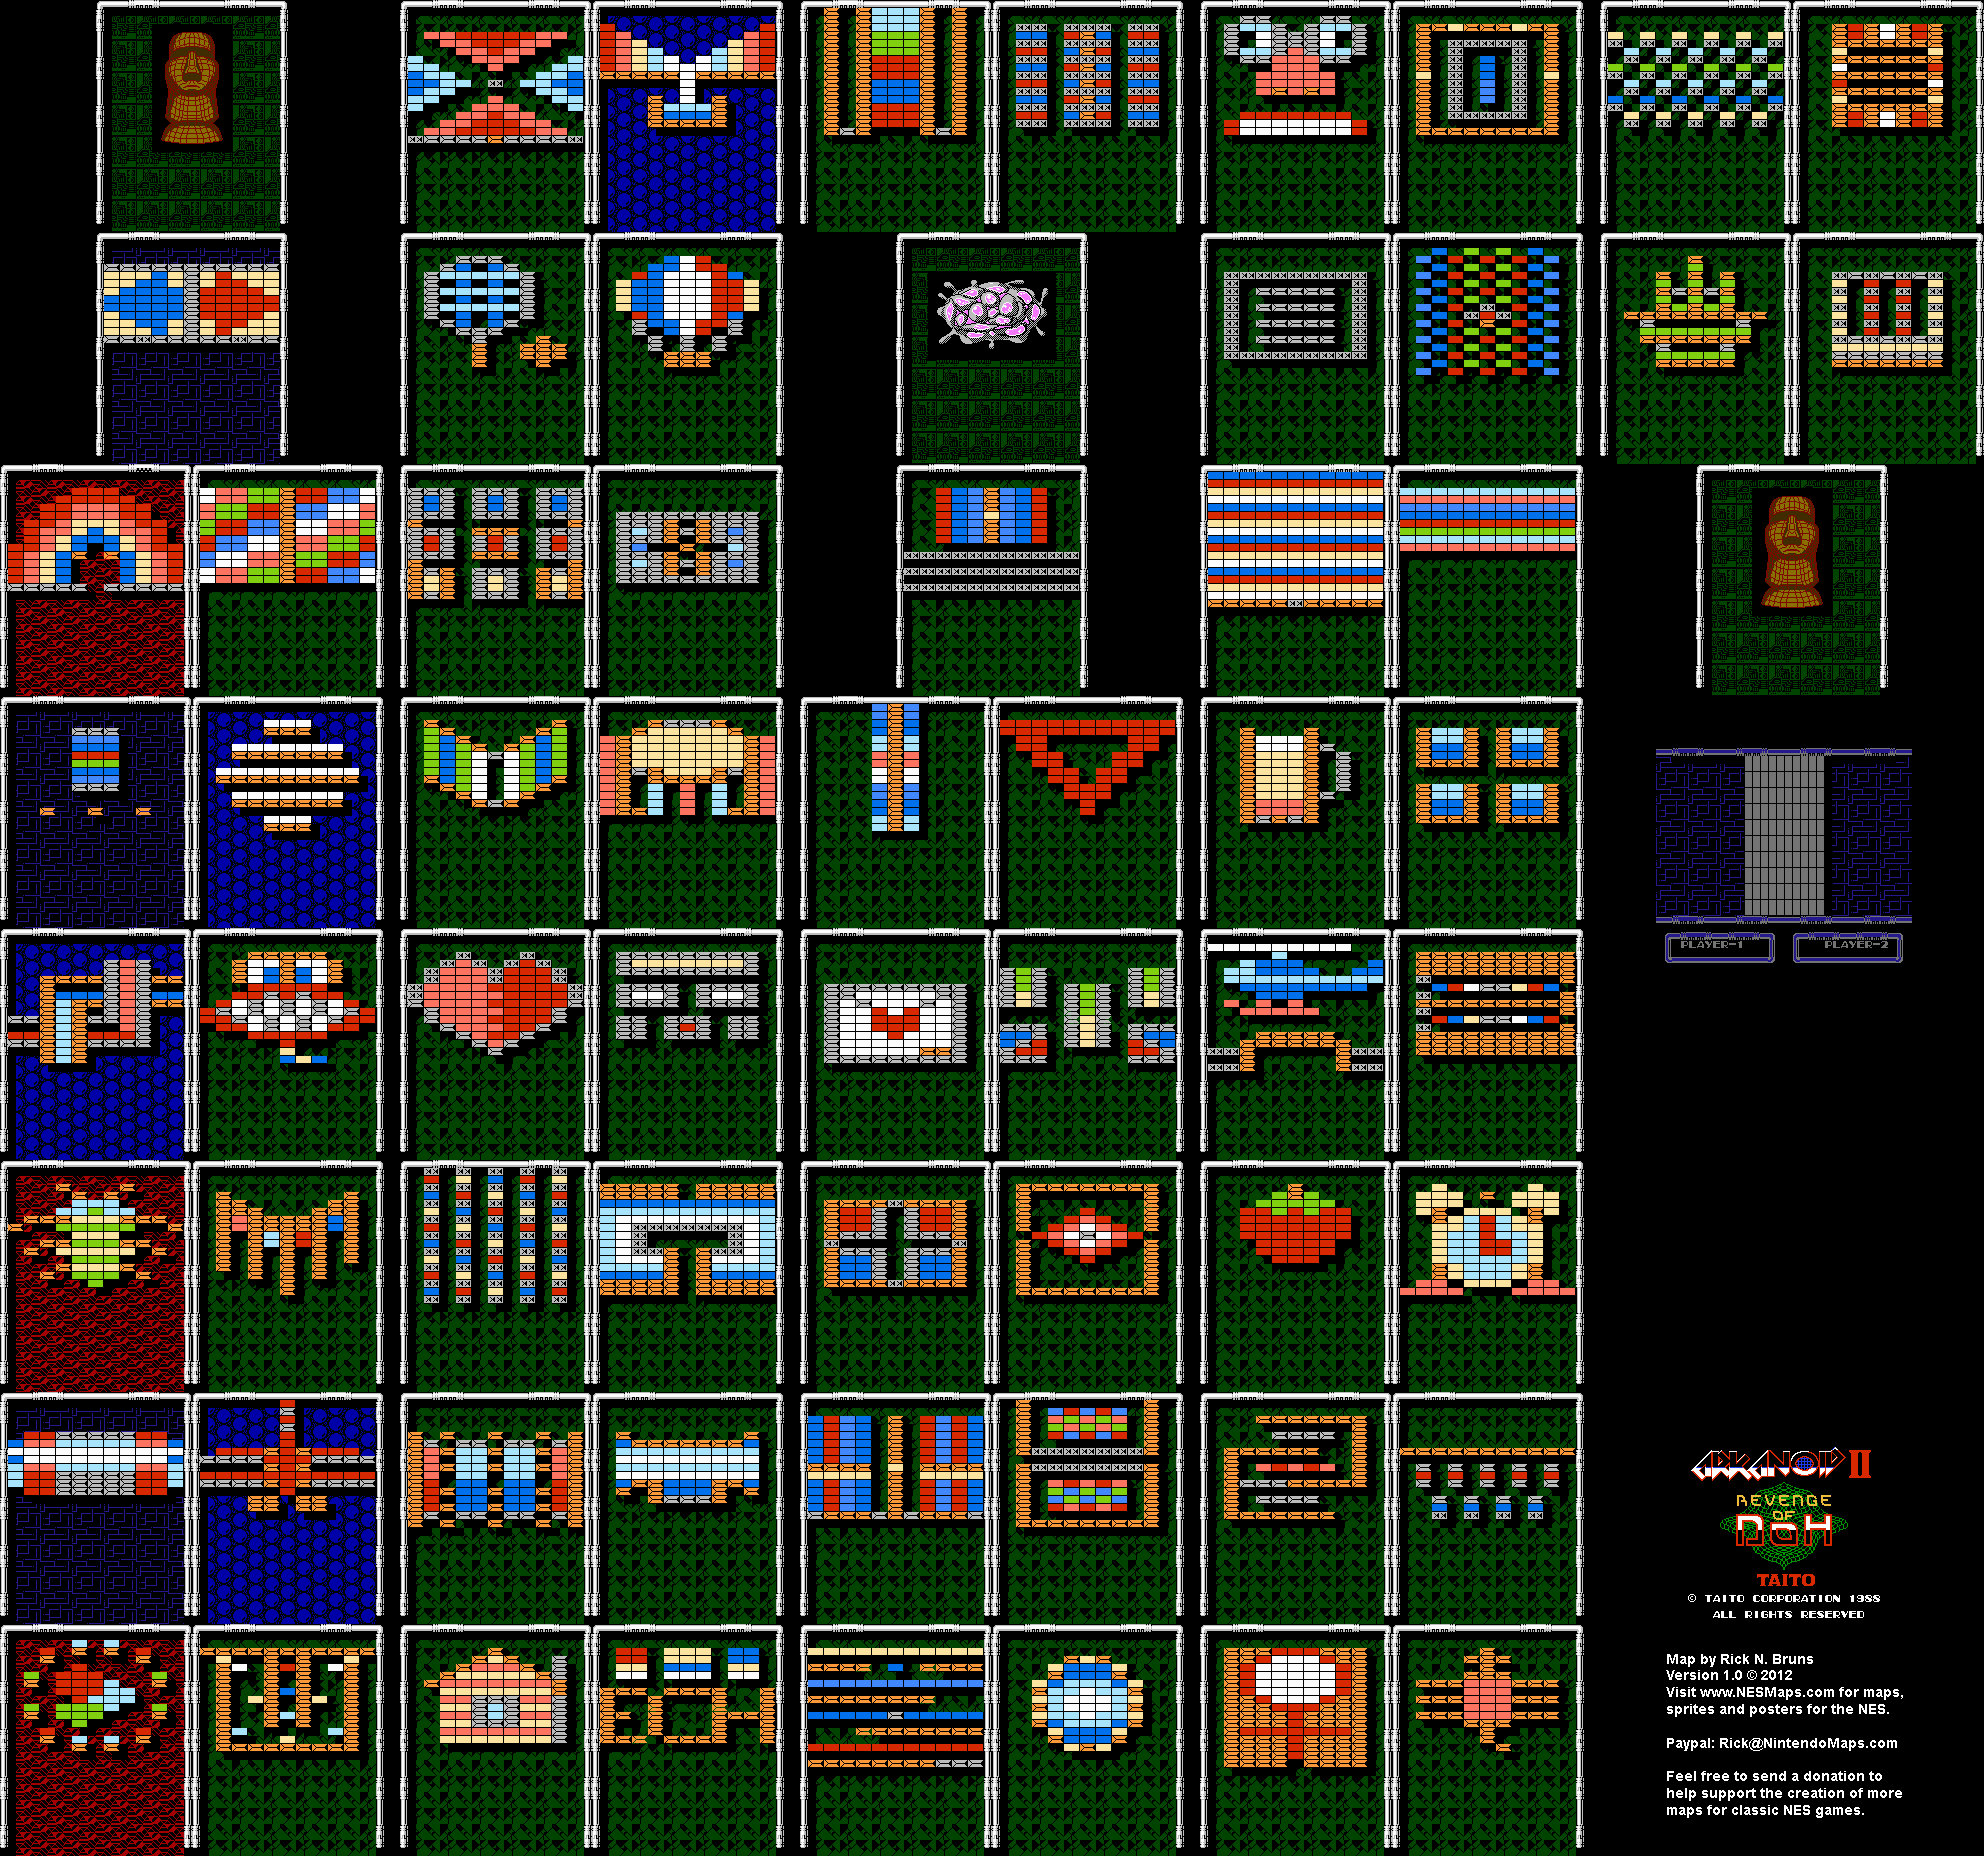 PLAYER-1 PLAYER-2
ARKANOID II
REVENGE
OF
DOH
TAITO
© TAITO CORPORATION 1988
ALL RIGHTS RESERVED
Map by Rick N. Bruns
Version 1.0 © 2012
Visit www.NESMaps.com for maps,
sprites and posters for the NES.
Paypal: Rick@NintendoMaps.com
Feel free to send a donation to
help support the creation of more
maps for classic NES games.